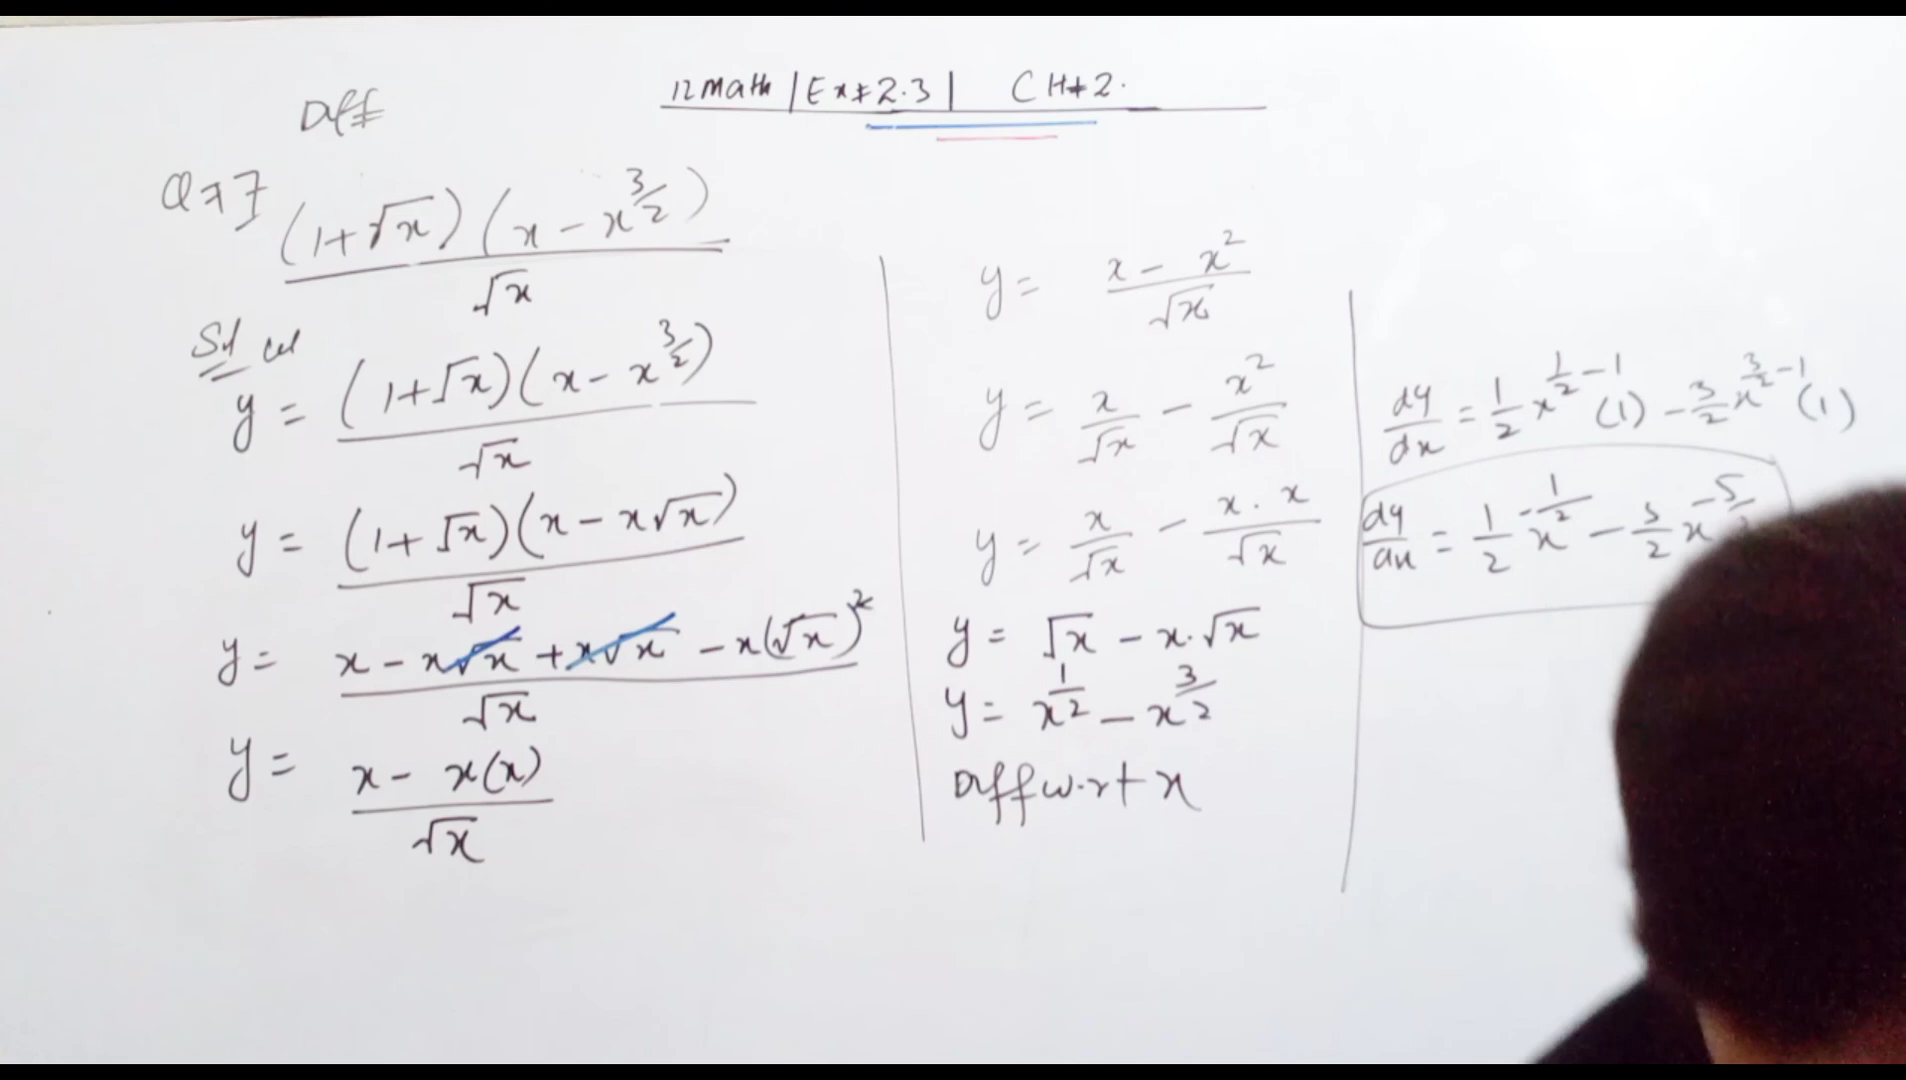 12 Math | Ex # 2.3 | CH # 2.
Diff
Q # 7 (1+√x)(x − x^(3/2)) / √x
Sol
y = (1+√x)(x − x^(3/2)) / √x
y = (1+√x)(x − x√x) / √x
y = x − x√x + x√x − x(√x)² / √x
y = x − x(x) / √x
y = x − x² / √x
y = x/√x − x²/√x
y = x/√x − x.x/√x
y = √x − x.√x
y = x^(1/2) − x^(3/2)
Diff w.r.t x
dy/dx = 1/2 x^(1/2 − 1) (1) − 3/2 x^(3/2 − 1) (1)
dy/dx = 1/2 x^(−1/2) − 3/2 x